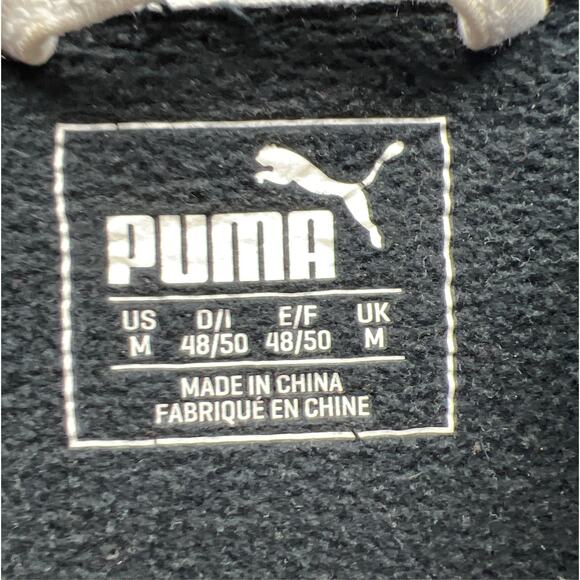 PUMA
US D/I E/F UK
M 48/50 48/50 M
MADE IN CHINA
FABRIQUÉ EN CHINE